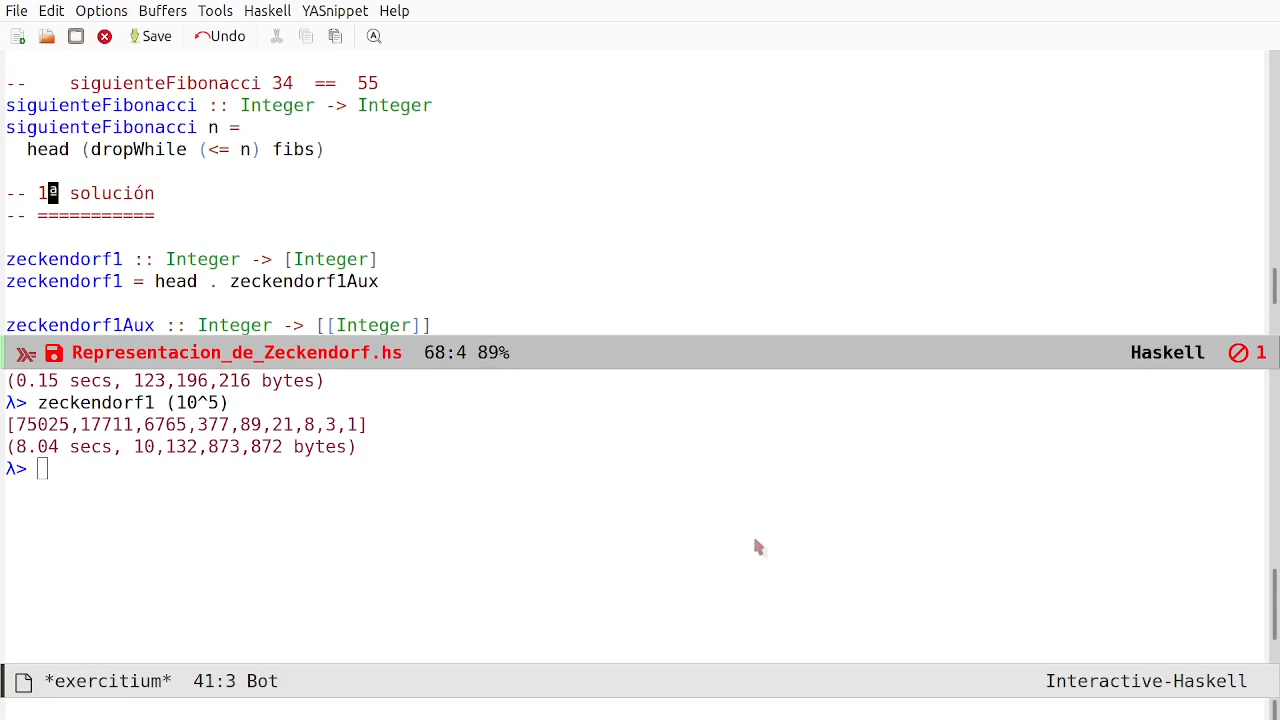 File Edit Options Buffers Tools Haskell YASnippet Help
Save Undo
--    siguienteFibonacci 34  ==  55
siguienteFibonacci :: Integer -> Integer
siguienteFibonacci n =
  head (dropWhile (<= n) fibs)
-- 1ª solución
-- ===========
zeckendorf1 :: Integer -> [Integer]
zeckendorf1 = head . zeckendorf1Aux
zeckendorf1Aux :: Integer -> [[Integer]]
Representacion_de_Zeckendorf.hs  68:4 89% Haskell 1
(0.15 secs, 123,196,216 bytes)
λ> zeckendorf1 (10^5)
[75025,17711,6765,377,89,21,8,3,1]
(8.04 secs, 10,132,873,872 bytes)
λ>
*exercitium*  41:3 Bot Interactive-Haskell